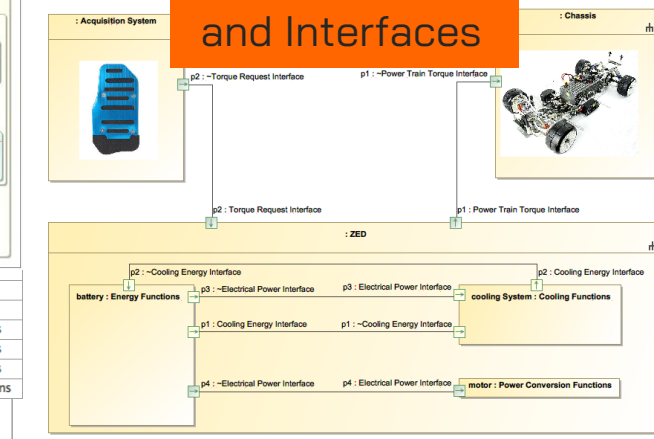 and Interfaces
: Acquisition System
: Chassis
p2 : ~Torque Request Interface
p1 : ~Power Train Torque Interface
p2 : Torque Request Interface
p1 : Power Train Torque Interface
: ZED
p2 : ~Cooling Energy Interface
p2 : Cooling Energy Interface
battery : Energy Functions
p3 : ~Electrical Power Interface
p3 : Electrical Power Interface
cooling System : Cooling Functions
p1 : Cooling Energy Interface
p1 : ~Cooling Energy Interface
p4 : ~Electrical Power Interface
p4 : Electrical Power Interface
motor : Power Conversion Functions